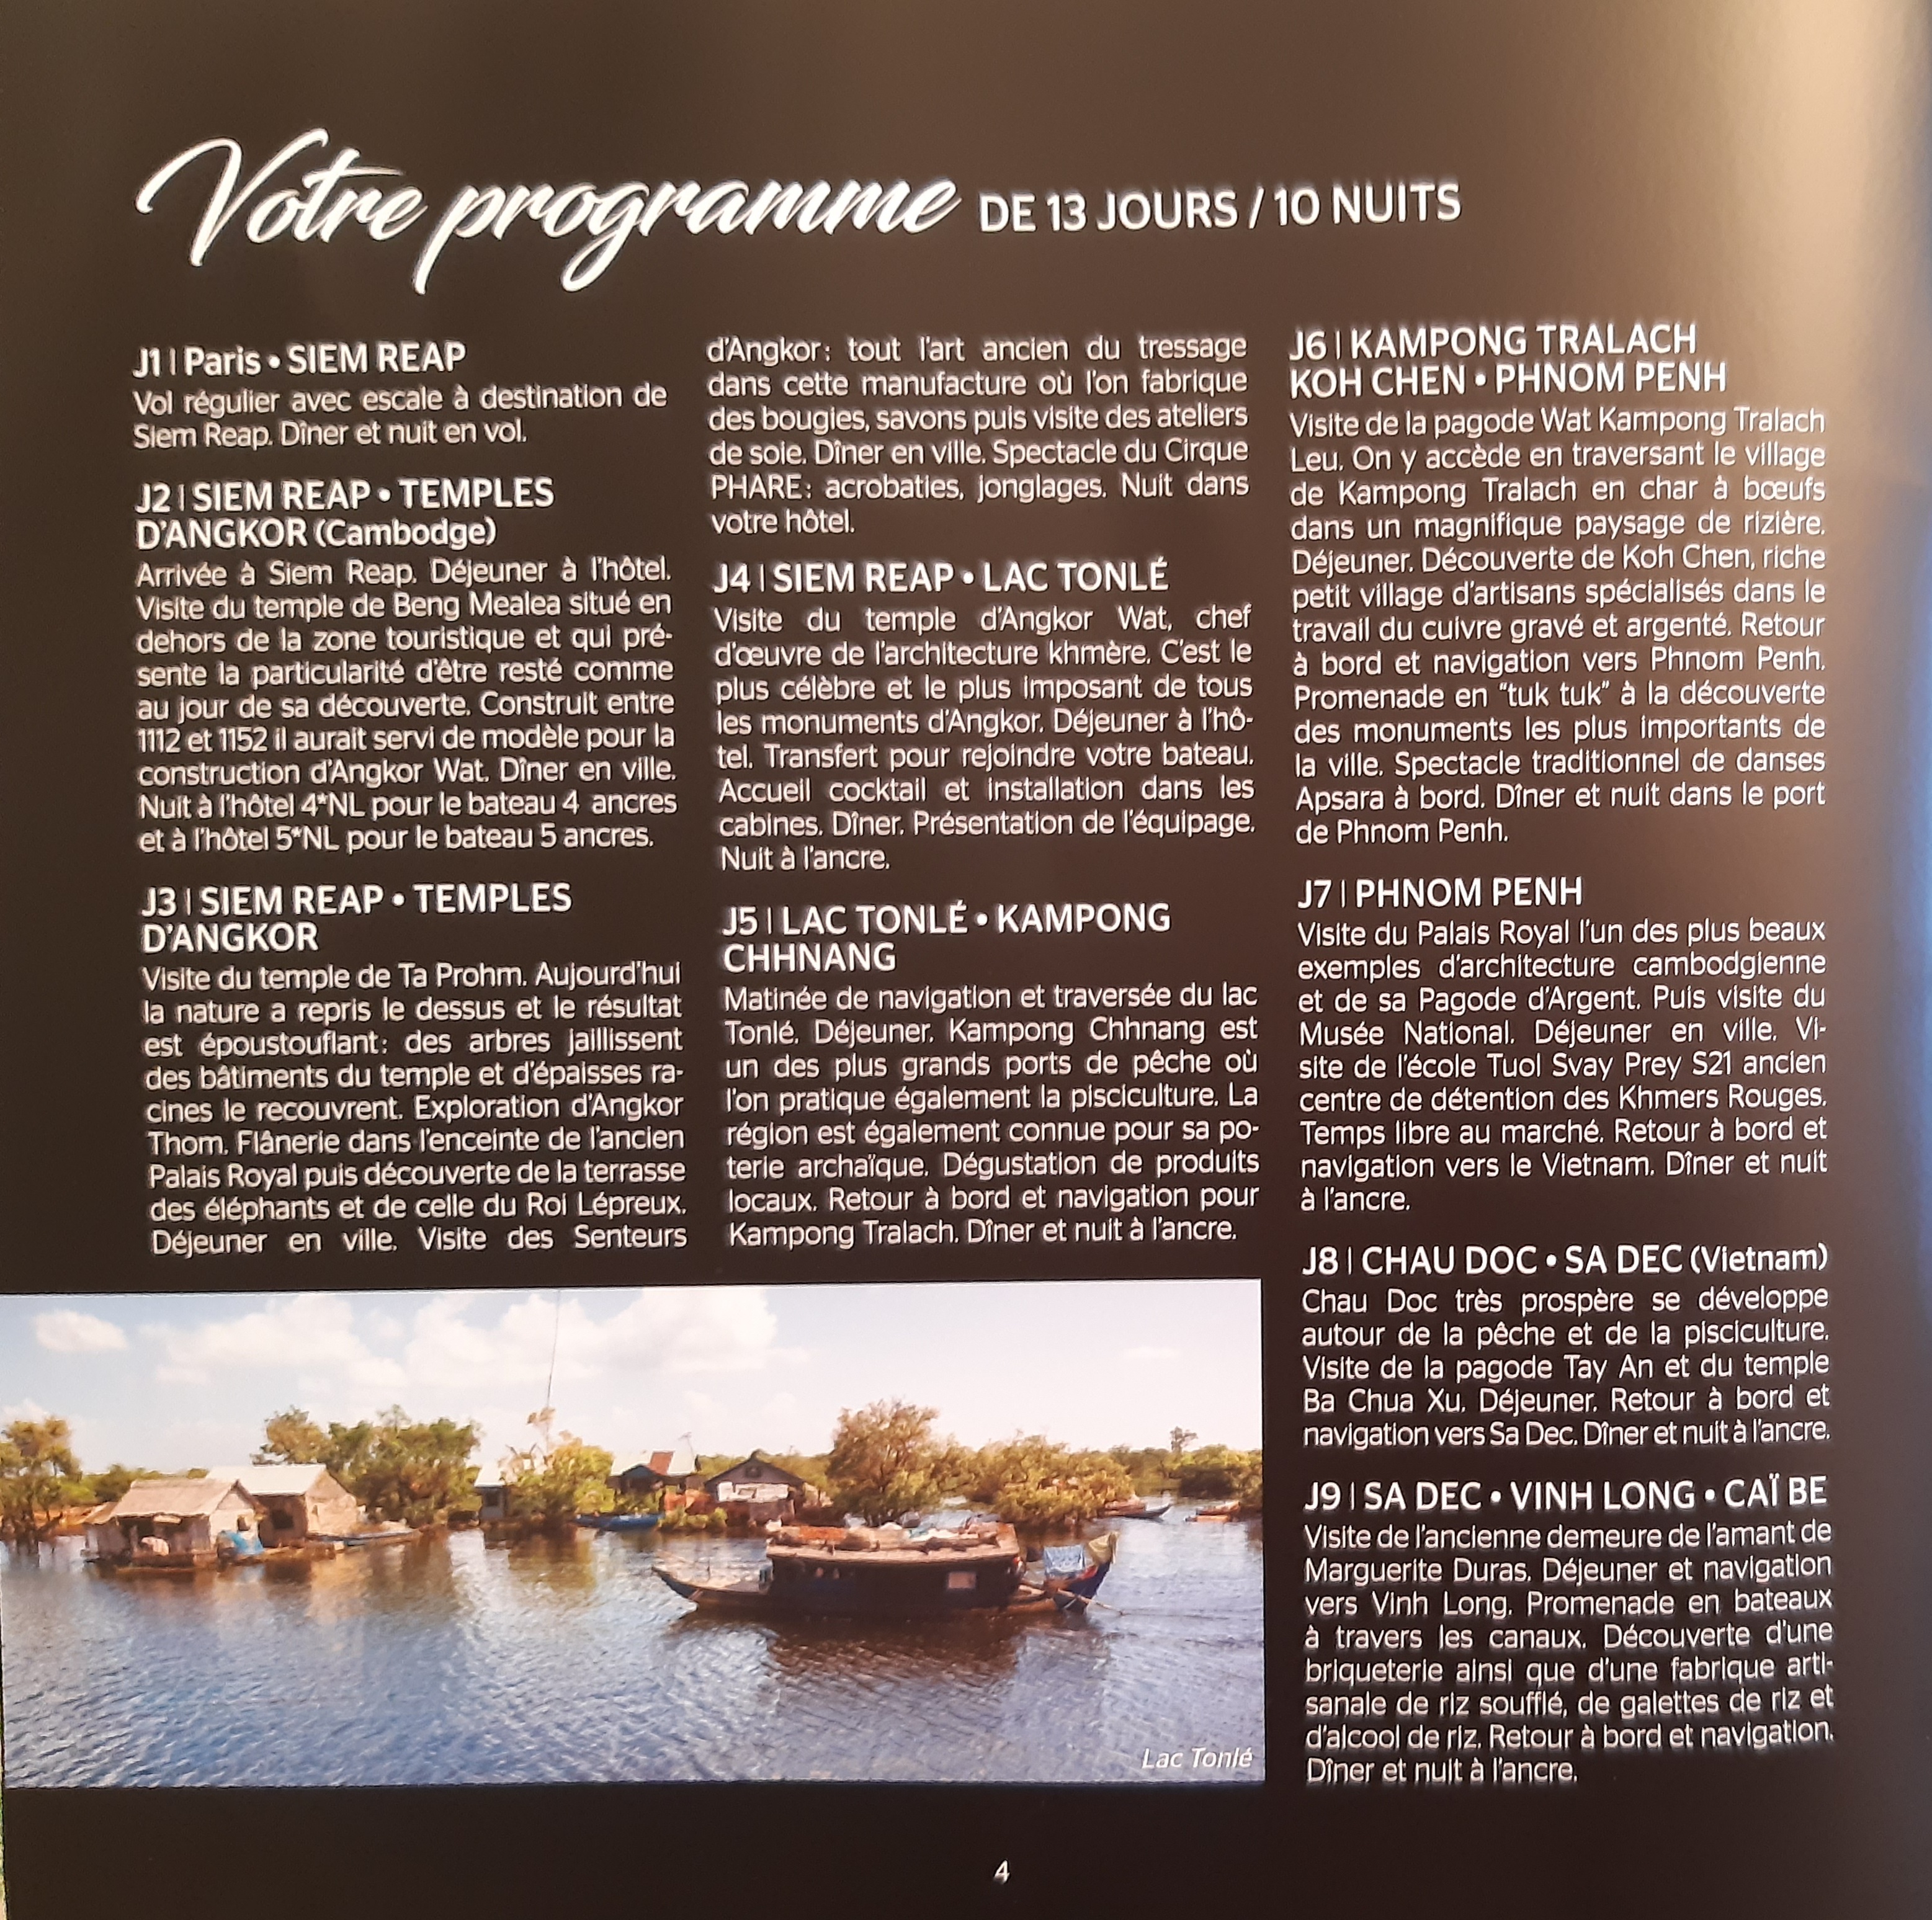 Votre programme DE 13 JOURS / 10 NUITS
J1 | Paris • SIEM REAP
Vol régulier avec escale à destination de
Siem Reap. Dîner et nuit en vol.
J2 | SIEM REAP • TEMPLES
D'ANGKOR (Cambodge)
Arrivée à Siem Reap. Déjeuner à l'hôtel.
Visite du temple de Beng Mealea situé en
dehors de la zone touristique et qui pré-
sente la particularité d'être resté comme
au jour de sa découverte. Construit entre
1112 et 1152 il aurait servi de modèle pour la
construction d'Angkor Wat. Dîner en ville.
Nuit à l'hôtel 4*NL pour le bateau 4 ancres
et à l'hôtel 5*NL pour le bateau 5 ancres.
J3 | SIEM REAP • TEMPLES
D'ANGKOR
Visite du temple de Ta Prohm. Aujourd'hui
la nature a repris le dessus et le résultat
est époustouflant : des arbres jaillissent
des bâtiments du temple et d'épaisses ra-
cines le recouvrent. Exploration d'Angkor
Thom. Flânerie dans l'enceinte de l'ancien
Palais Royal puis découverte de la terrasse
des éléphants et de celle du Roi Lépreux.
Déjeuner en ville. Visite des Senteurs
d'Angkor : tout l'art ancien du tressage
dans cette manufacture où l'on fabrique
des bougies, savons puis visite des ateliers
de soie. Dîner en ville. Spectacle du Cirque
PHARE : acrobaties, jonglages. Nuit dans
votre hôtel.
J4 | SIEM REAP • LAC TONLÉ
Visite du temple d'Angkor Wat, chef
d'œuvre de l'architecture khmère. C'est le
plus célèbre et le plus imposant de tous
les monuments d'Angkor. Déjeuner à l'hô-
tel. Transfert pour rejoindre votre bateau.
Accueil cocktail et installation dans les
cabines. Dîner. Présentation de l'équipage.
Nuit à l'ancre.
J5 | LAC TONLÉ • KAMPONG
CHHNANG
Matinée de navigation et traversée du lac
Tonlé. Déjeuner. Kampong Chhnang est
un des plus grands ports de pêche où
l'on pratique également la pisciculture. La
région est également connue pour sa po-
terie archaïque. Dégustation de produits
locaux. Retour à bord et navigation pour
Kampong Tralach. Dîner et nuit à l'ancre.
J6 | KAMPONG TRALACH
KOH CHEN • PHNOM PENH
Visite de la pagode Wat Kampong Tralach
Leu. On y accède en traversant le village
de Kampong Tralach en char à bœufs
dans un magnifique paysage de rizière.
Déjeuner. Découverte de Koh Chen, riche
petit village d'artisans spécialisés dans le
travail du cuivre gravé et argenté. Retour
à bord et navigation vers Phnom Penh.
Promenade en "tuk tuk" à la découverte
des monuments les plus importants de
la ville. Spectacle traditionnel de danses
Apsara à bord. Dîner et nuit dans le port
de Phnom Penh.
J7 | PHNOM PENH
Visite du Palais Royal l'un des plus beaux
exemples d'architecture cambodgienne
et de sa Pagode d'Argent. Puis visite du
Musée National. Déjeuner en ville. Vi-
site de l'école Tuol Svay Prey S21 ancien
centre de détention des Khmers Rouges.
Temps libre au marché. Retour à bord et
navigation vers le Vietnam. Dîner et nuit
à l'ancre.
J8 | CHAU DOC • SA DEC (Vietnam)
Chau Doc très prospère se développe
autour de la pêche et de la pisciculture.
Visite de la pagode Tay An et du temple
Ba Chua Xu. Déjeuner. Retour à bord et
navigation vers Sa Dec. Dîner et nuit à l'ancre.
J9 | SA DEC • VINH LONG • CAÏ BE
Visite de l'ancienne demeure de l'amant de
Marguerite Duras. Déjeuner et navigation
vers Vinh Long. Promenade en bateaux
à travers les canaux. Découverte d'une
briqueterie ainsi que d'une fabrique arti-
sanale de riz soufflé, de galettes de riz et
d'alcool de riz. Retour à bord et navigation.
Dîner et nuit à l'ancre.
Lac Tonlé
4